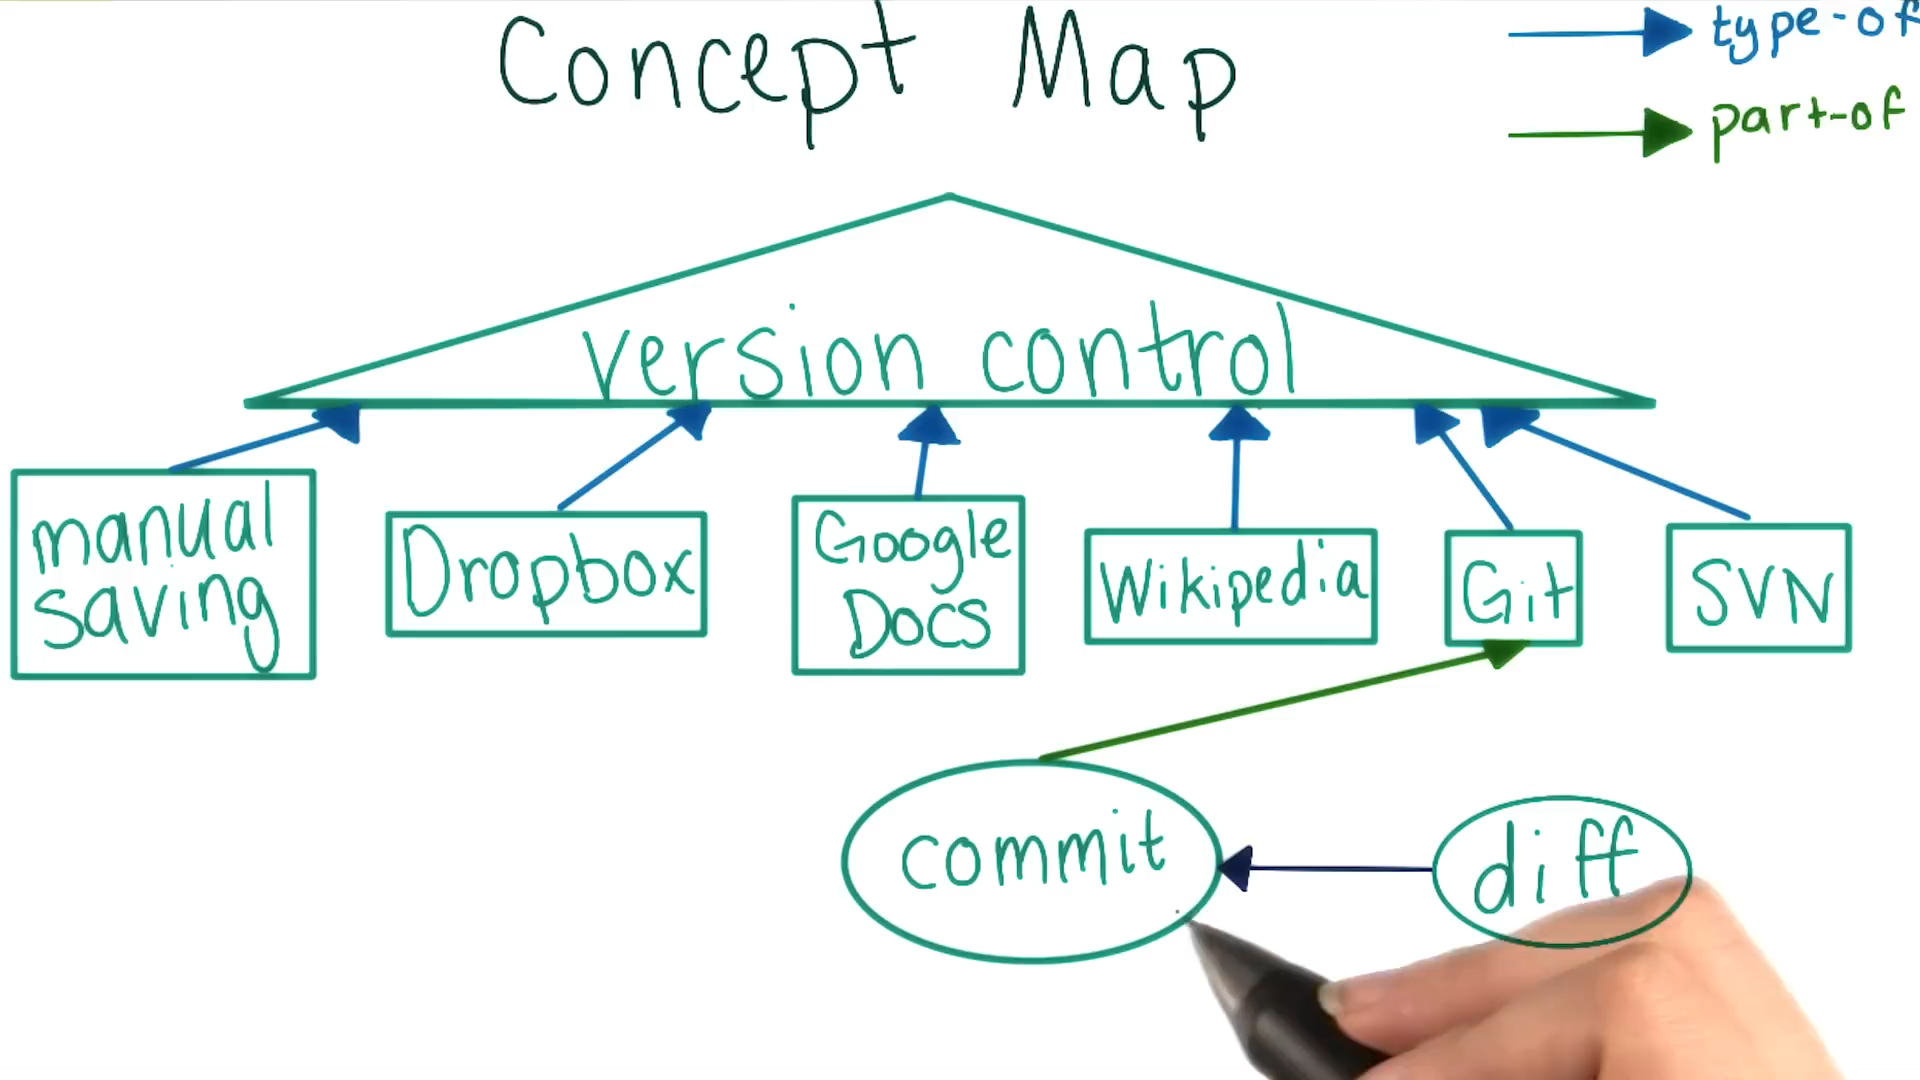 Concept Map
type-of
part-of
version control
manual
saving
Dropbox
Google
Docs
Wikipedia
Git
SVN
commit
diff